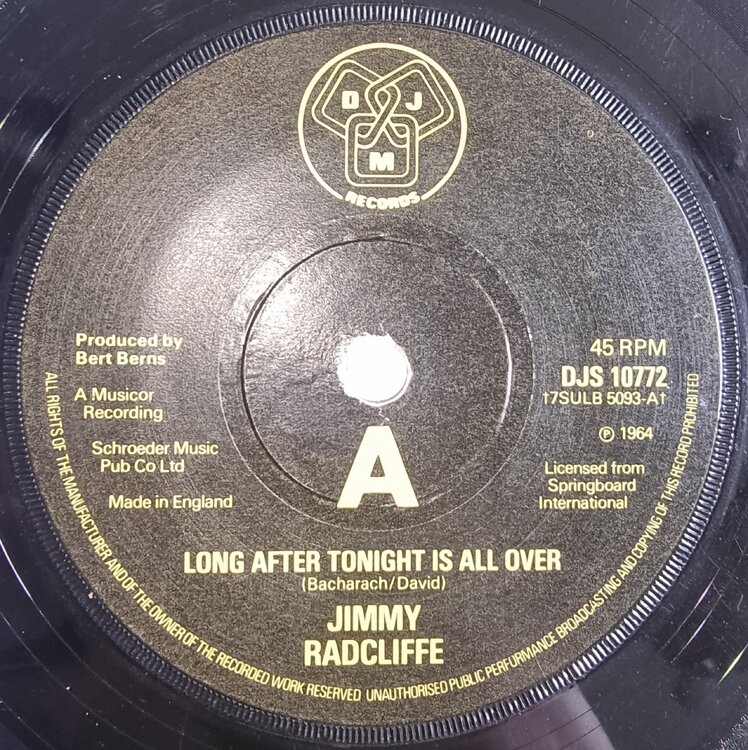 D J
M
RECORDS
Produced by
Bert Berns
A Musicor
Recording
Schroeder Music
Pub Co Ltd
Made in England
45 RPM
DJS 10772
†7SULB 5093-A†
℗ 1964
Licensed from
Springboard
International
A
LONG AFTER TONIGHT IS ALL OVER
(Bacharach/David)
JIMMY
RADCLIFFE
ALL RIGHTS OF THE MANUFACTURER AND OF THE OWNER OF THE RECORDED WORK RESERVED UNAUTHORISED PUBLIC PERFORMANCE BROADCASTING AND COPYING OF THIS RECORD PROHIBITED